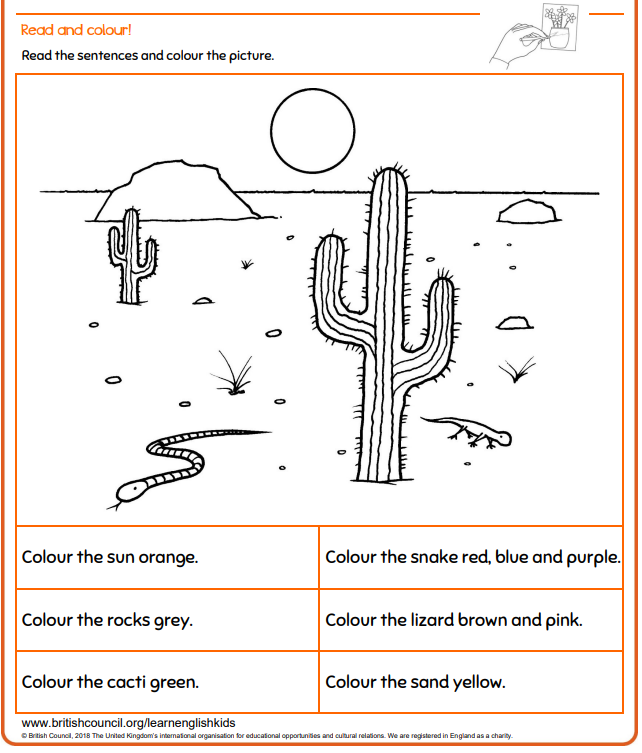 Read and colour!
Read the sentences and colour the picture.
Colour the sun orange.
Colour the snake red, blue and purple.
Colour the rocks grey.
Colour the lizard brown and pink.
Colour the cacti green.
Colour the sand yellow.
www.britishcouncil.org/learnenglishkids
© British Council, 2018 The United Kingdom's international organisation for educational opportunities and cultural relations. We are registered in England as a charity.